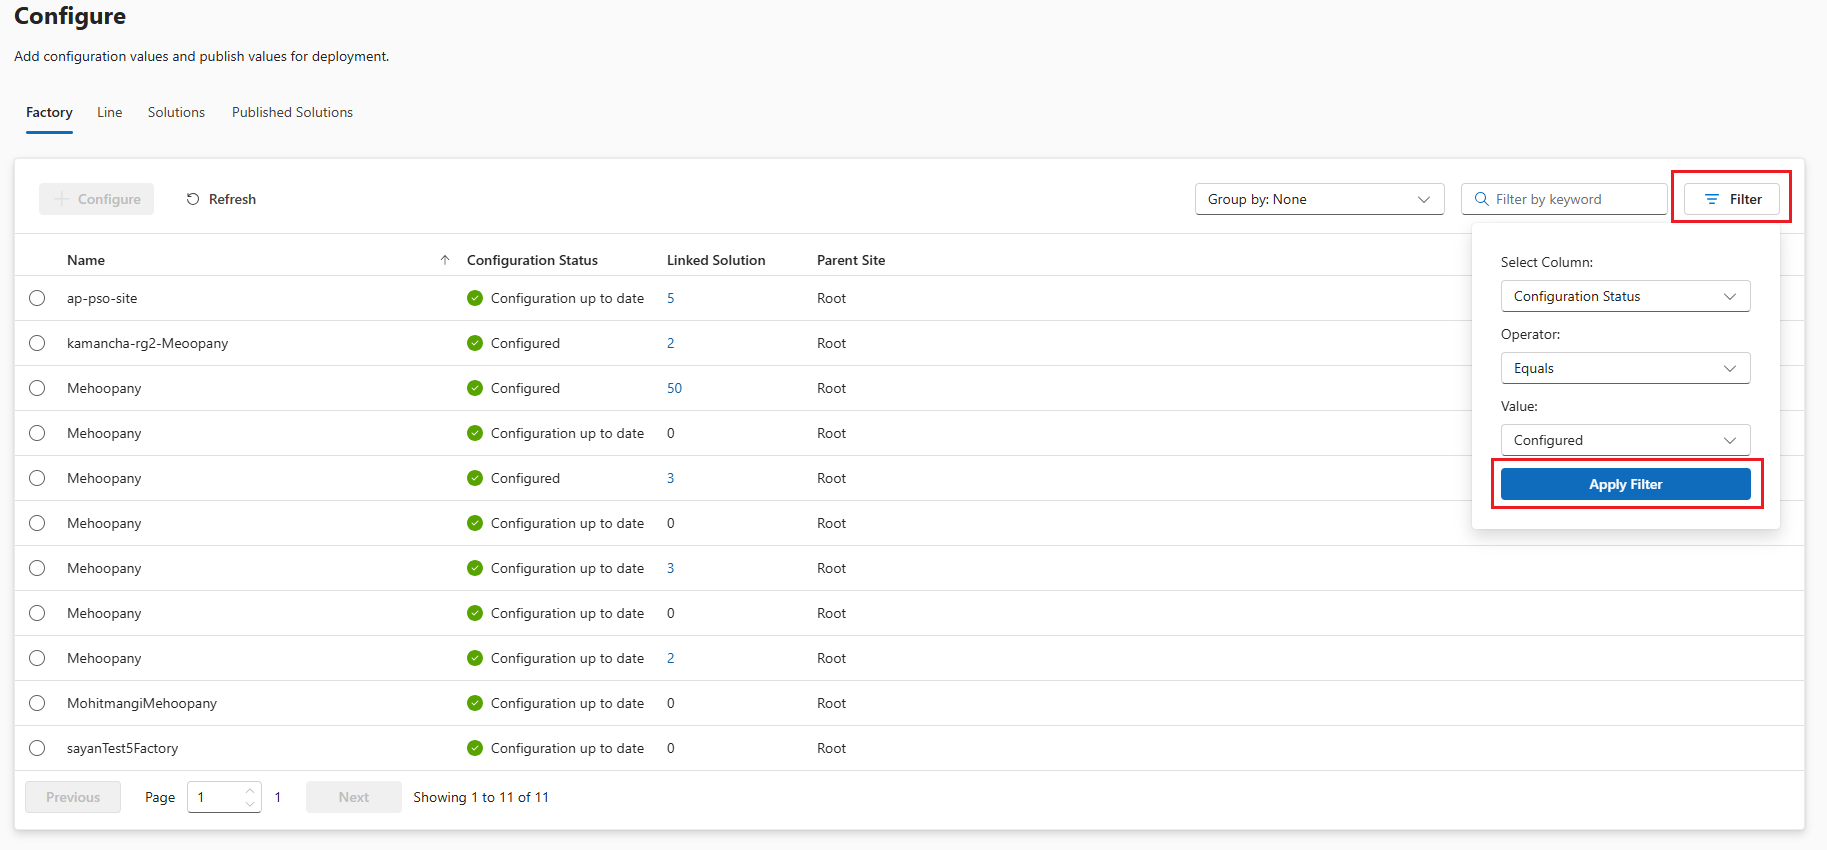 Configure
Add configuration values and publish values for deployment.
Factory Line Solutions Published Solutions
Configure Refresh Group by: None Filter by keyword Filter
Name Configuration Status Linked Solution Parent Site
ap-pso-site Configuration up to date 5 Root
kamancha-rg2-Meoopany Configured 2 Root
Mehoopany Configured 50 Root
Mehoopany Configuration up to date 0 Root
Mehoopany Configured 3 Root
Mehoopany Configuration up to date 0 Root
Mehoopany Configuration up to date 3 Root
Mehoopany Configuration up to date 0 Root
Mehoopany Configuration up to date 2 Root
MohitmangiMehoopany Configuration up to date 0 Root
sayanTest5Factory Configuration up to date 0 Root
Select Column:
Configuration Status
Operator:
Equals
Value:
Configured
Apply Filter
Previous Page 1 1 Next Showing 1 to 11 of 11